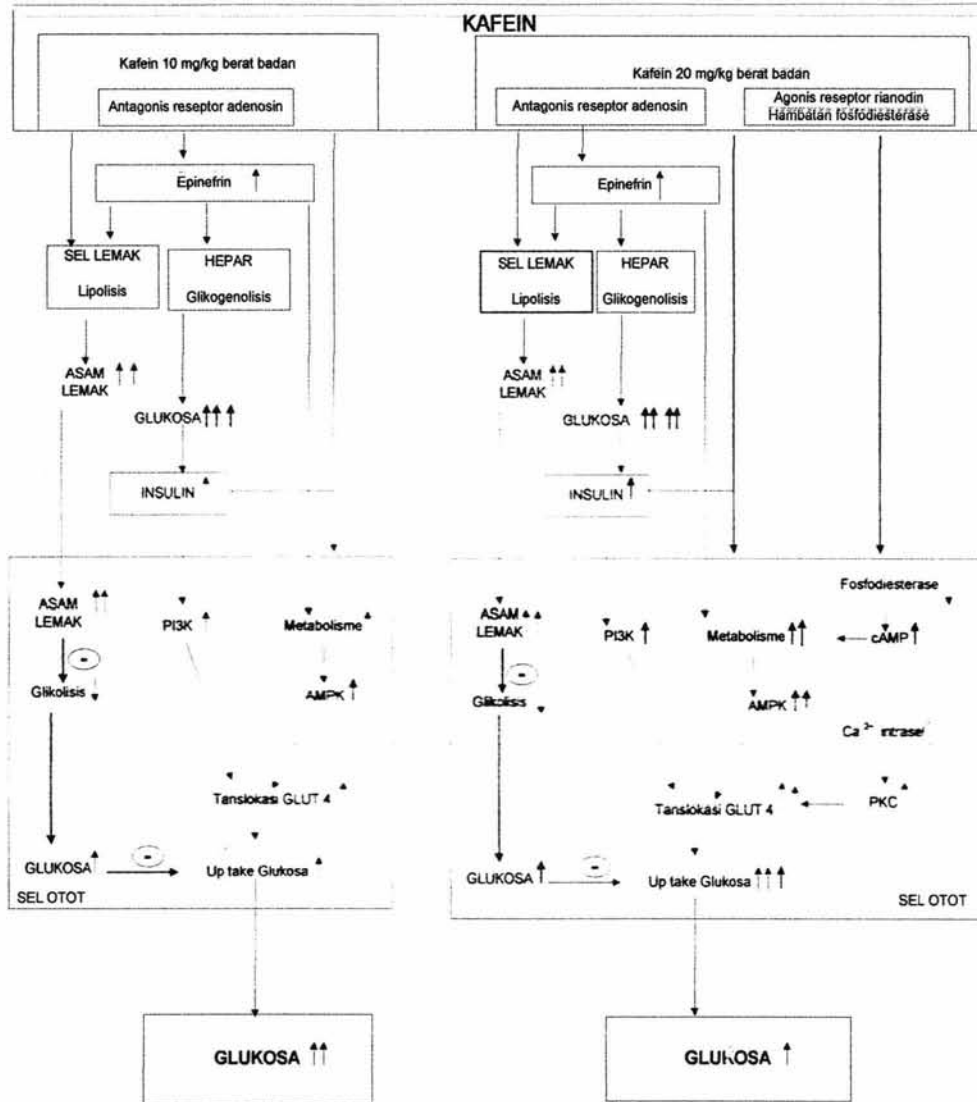 KAFEIN
Kafein 10 mg/kg berat badan
Antagonis reseptor adenosin
Epinefrin ↑
SEL LEMAK
Lipolisis
HEPAR
Glikogenolisis
ASAM ↑↑
LEMAK
GLUKOSA ↑↑↑
INSULIN ↑
ASAM ↑↑
LEMAK
PI3K ↑
Metabolisme
-
Glikolisis
AMPK ↑
Tanslokasi GLUT 4
GLUKOSA ↑
-
Up take Glukosa
SEL OTOT
GLUKOSA ↑↑
Kafein 20 mg/kg berat badan
Antagonis reseptor adenosin
Agonis reseptor rianodin
Hambatan fosfodiesterase
Epinefrin ↑
SEL LEMAK
Lipolisis
HEPAR
Glikogenolisis
ASAM ↑↑
LEMAK
GLUKOSA ↑↑↑↑
INSULIN ↑
Fosfodiesterase
ASAM
LEMAK
PI3K ↑
Metabolisme ↑↑
cAMP ↑
-
Glikolisis
AMPK ↑↑
Tanslokasi GLUT 4
PKC
GLUKOSA ↑
-
Up take Glukosa ↑↑↑
SEL OTOT
GLUKOSA ↑